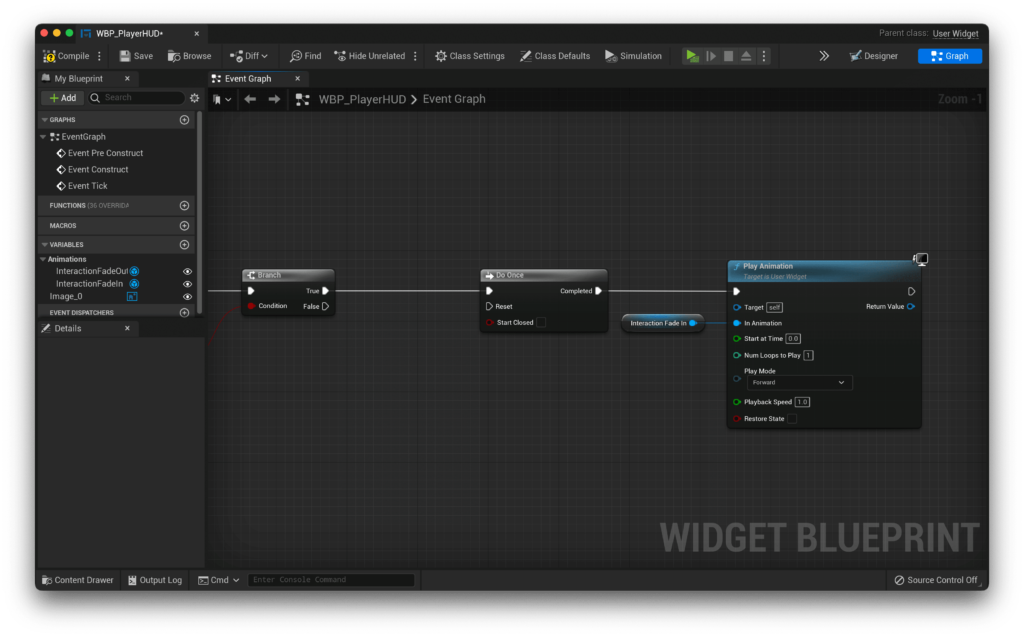 WBP_PlayerHUD•
Parent class: User Widget
Compile Save Browse Diff Find Hide Unrelated Class Settings Class Defaults Simulation Designer Graph
My Blueprint
Event Graph
Add Search
WBP_PlayerHUD > Event Graph
Zoom -1
GRAPHS
EventGraph
Event Pre Construct
Event Construct
Event Tick
FUNCTIONS (36 OVERRIDA
MACROS
VARIABLES
Animations
InteractionFadeOut
InteractionFadeIn
Image_0
EVENT DISPATCHERS
Details
Branch
True
Condition False
Do Once
Completed
Reset
Start Closed
Interaction Fade In
Play Animation
Target is User Widget
Target self Return Value
In Animation
Start at Time 0.0
Num Loops to Play 1
Play Mode
Forward
Playback Speed 1.0
Restore State
WIDGET BLUEPRINT
Content Drawer Output Log Cmd Enter Console Command Source Control Off